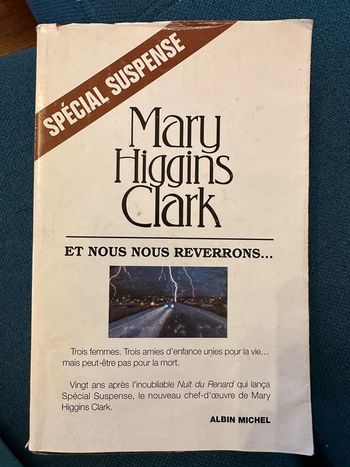 SPÉCIAL SUSPENSE
Mary
Higgins
Clark
ET NOUS NOUS REVERRONS...
Trois femmes. Trois amies d'enfance unies pour la vie...
mais peut-être pas pour la mort.
Vingt ans après l'inoubliable Nuit du Renard qui lança
Spécial Suspense, le nouveau chef-d'œuvre de Mary
Higgins Clark.
ALBIN MICHEL